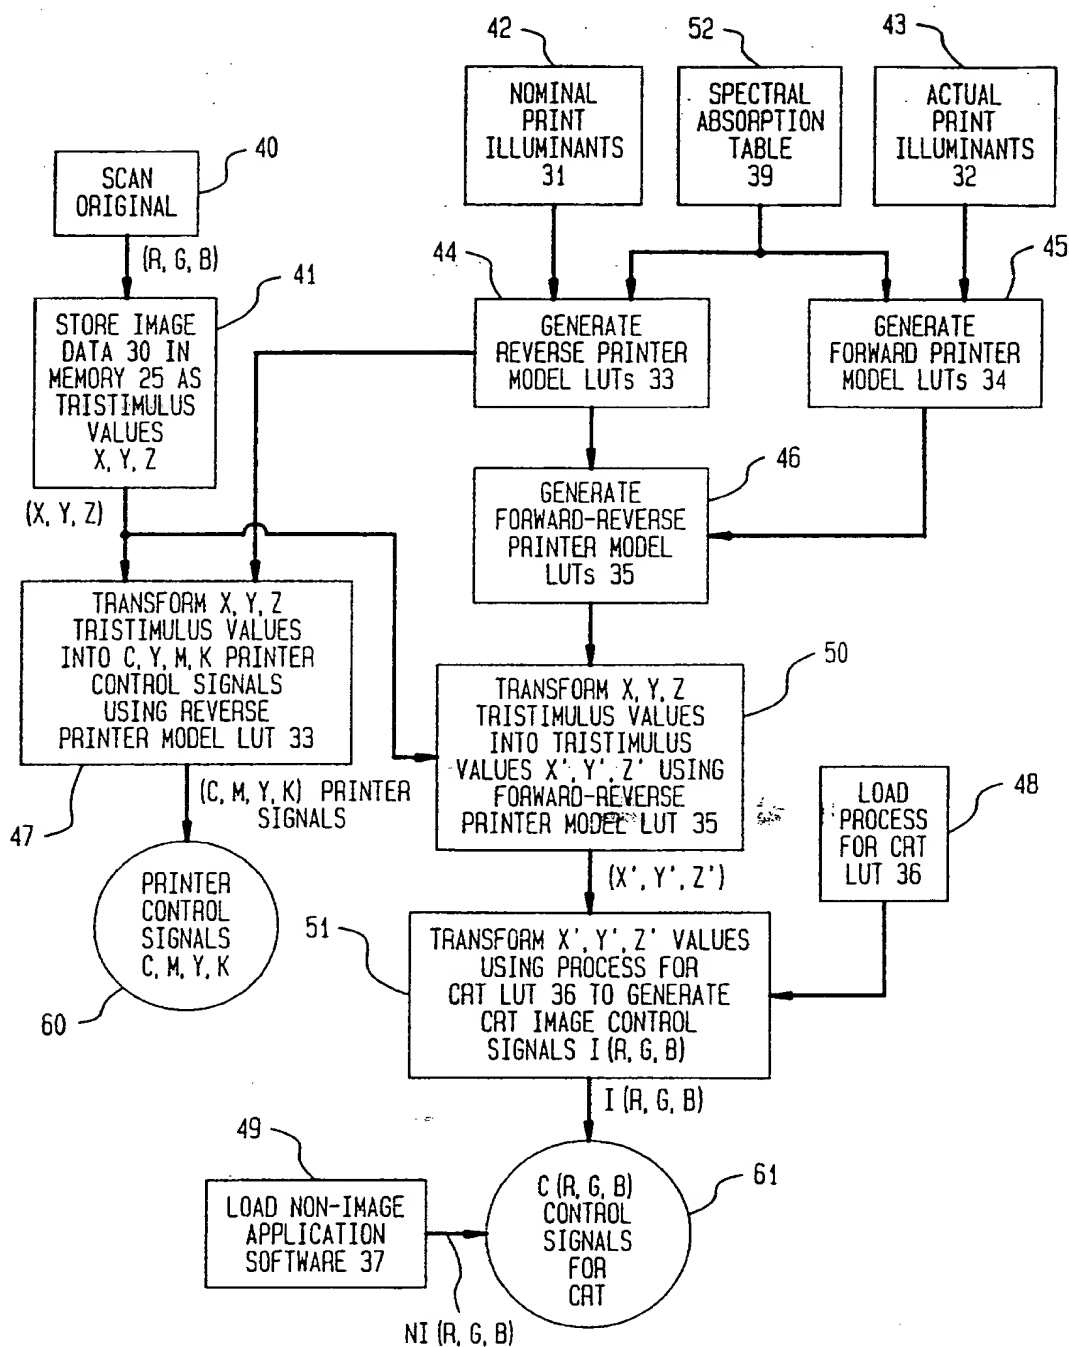 42
NOMINAL
PRINT
ILLUMINANTS
31
52
SPECTRAL
ABSORPTION
TABLE
39
43
ACTUAL
PRINT
ILLUMINANTS
32
40
SCAN
ORIGINAL
(R, G, B)
41
STORE IMAGE
DATA 30 IN
MEMORY 25 AS
TRISTIMULUS
VALUES
X, Y, Z
(X, Y, Z)
44
GENERATE
REVERSE PRINTER
MODEL LUTs 33
45
GENERATE
FORWARD PRINTER
MODEL LUTs 34
46
GENERATE
FORWARD-REVERSE
PRINTER MODEL
LUTs 35
TRANSFORM X, Y, Z
TRISTIMULUS VALUES
INTO C, Y, M, K PRINTER
CONTROL SIGNALS
USING REVERSE
PRINTER MODEL LUT 33
47
(C, M, Y, K) PRINTER
SIGNALS
PRINTER
CONTROL
SIGNALS
C, M, Y, K
60
50
TRANSFORM X, Y, Z
TRISTIMULUS VALUES
INTO TRISTIMULUS
VALUES X', Y', Z' USING
FORWARD-REVERSE
PRINTER MODEL LUT 35
(X', Y', Z')
48
LOAD
PROCESS
FOR CRT
LUT 36
51
TRANSFORM X', Y', Z' VALUES
USING PROCESS FOR
CRT LUT 36 TO GENERATE
CRT IMAGE CONTROL
SIGNALS I (R, G, B)
I (R, G, B)
49
LOAD NON-IMAGE
APPLICATION
SOFTWARE 37
NI (R, G, B)
61
C (R, G, B)
CONTROL
SIGNALS
FOR
CRT